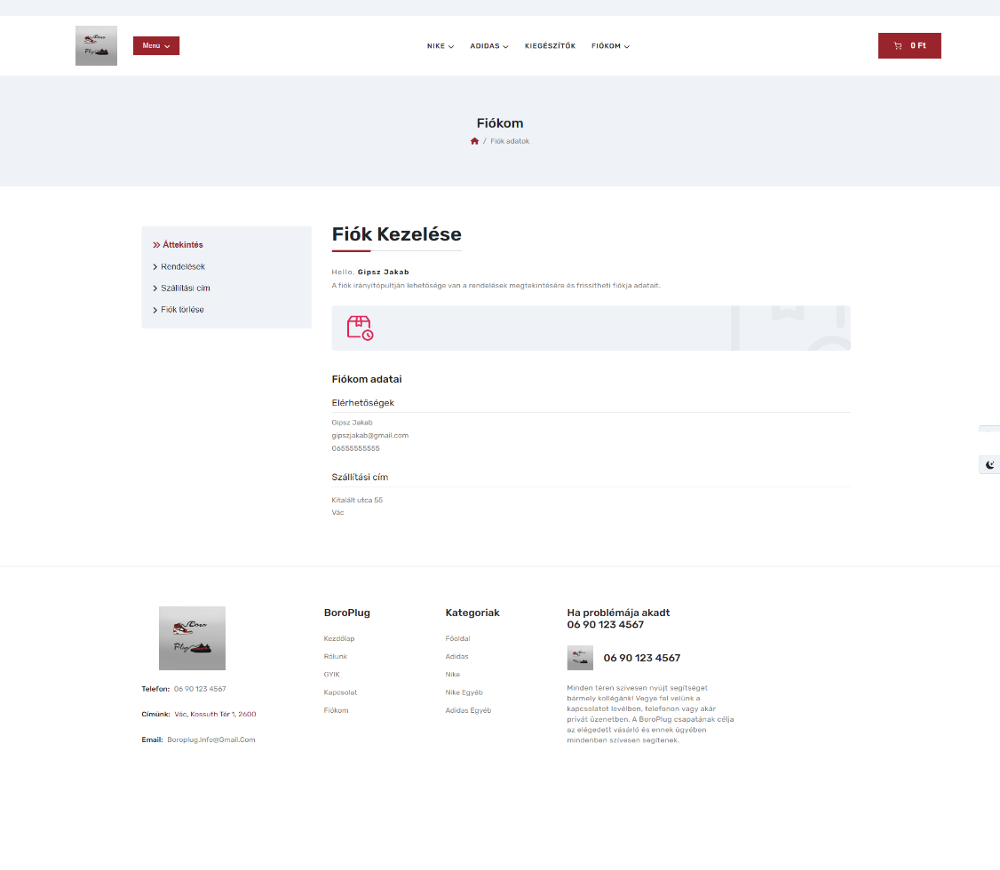 Boro
Plug
Menü
NIKE
ADIDAS
KIEGÉSZÍTŐK
FIÓKOM
0 Ft
Fiókom
/ Fiók adatok
Áttekintés
Rendelések
Szállítási cím
Fiók törlése
Fiók Kezelése
Hello, Gipsz Jakab
A fiók irányítópultján lehetősége van a rendelések megtekintésére és frissítheti fiókja adatait.
Fiókom adatai
Elérhetőségek
Gipsz Jakab
gipszjakab@gmail.com
06555555555
Szállítási cím
Kitalált utca 55
Vác
Boro
Plug
Telefon: 06 90 123 4567
Címünk: Vác, Kossuth Tér 1, 2600
Email: Boroplug.Info@Gmail.Com
BoroPlug
Kezdőlap
Rólunk
GYIK
Kapcsolat
Fiókom
Kategoriak
Főoldal
Adidas
Nike
Nike Egyéb
Adidas Egyéb
Ha problémája akadt
06 90 123 4567
06 90 123 4567
Minden téren szívesen nyújt segítséget
bármely kollégánk! Vegye fel velünk a
kapcsolatot levélben, telefonon vagy akár
privát üzenetben. A BoroPlug csapatának célja
az elégedett vásárló és ennek ügyében
mindenben szívesen segítenek.